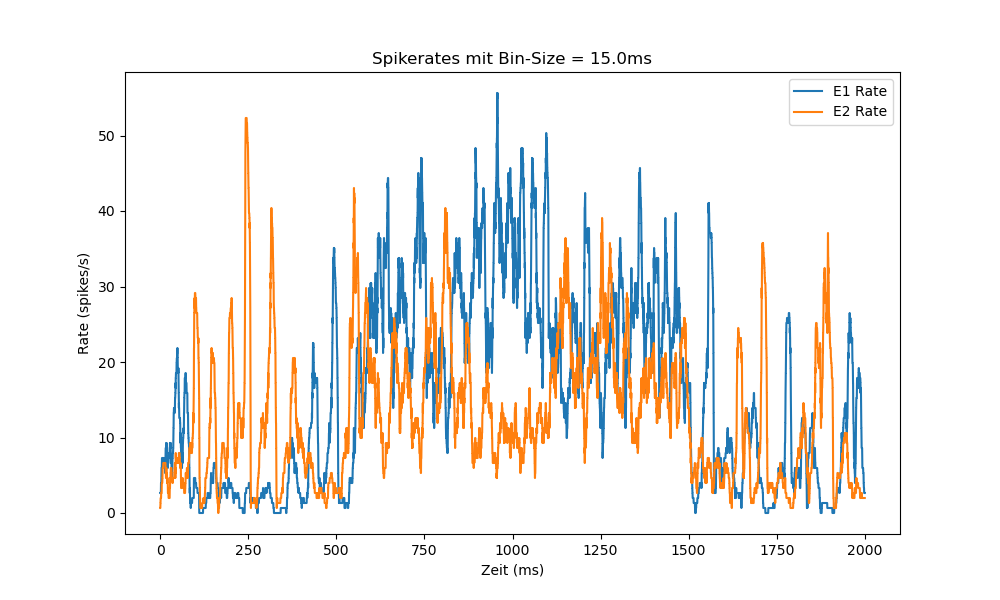 Spikerates mit Bin-Size = 15.0ms
E1 Rate
E2 Rate
50
40
30
20
10
0
Rate (spikes/s)
0 250 500 750 1000 1250 1500 1750 2000
Zeit (ms)